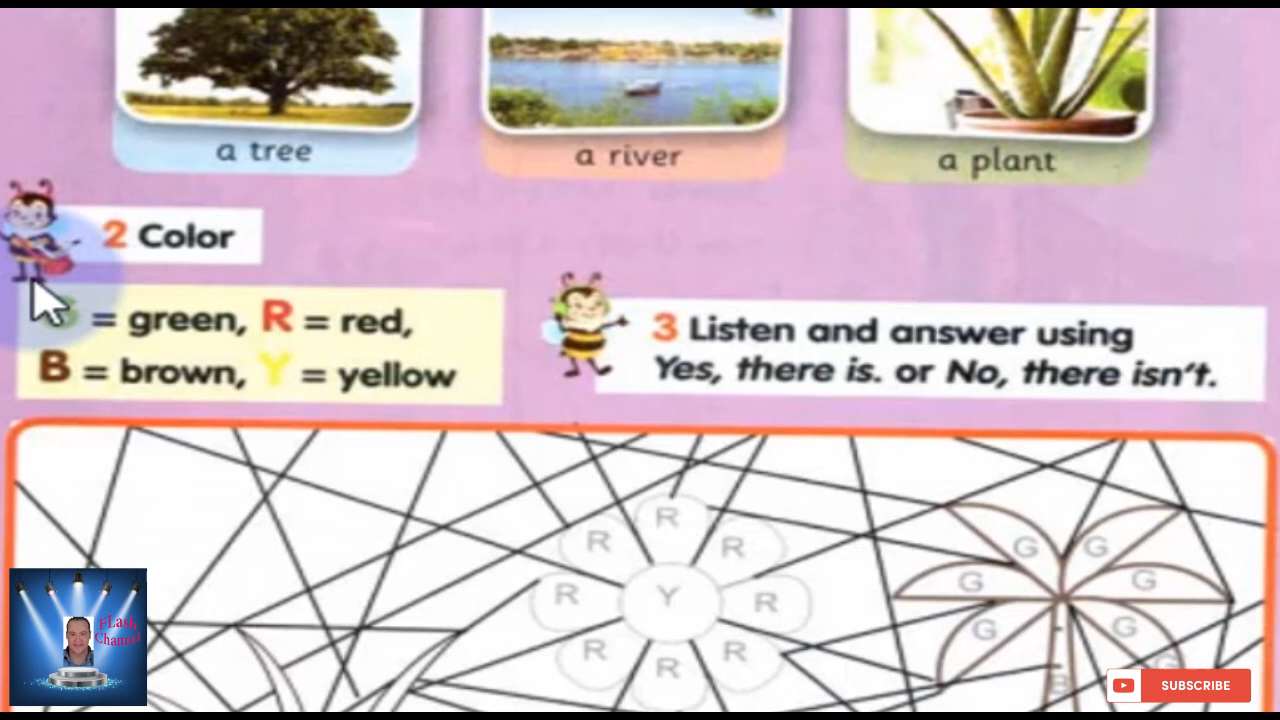 a tree
a river
a plant
2 Color
= green, R = red,
B = brown, Y = yellow
3 Listen and answer using
Yes, there is. or No, there isn't.
R
R
R
R
Y
R
R
R
R
G
G
G
G
G
G
G
B
FLash
Channel
SUBSCRIBE